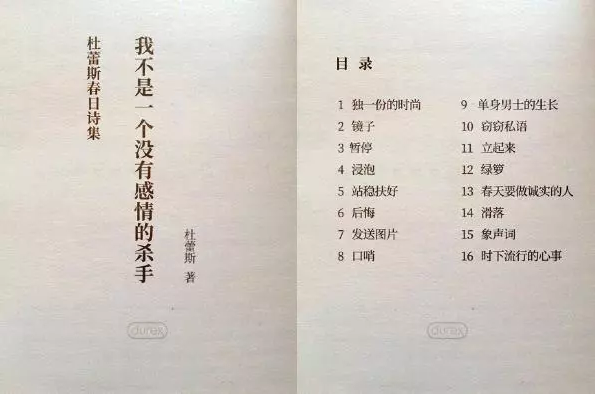 我不是一个没有感情的杀手
杜蕾斯春日诗集
杜蕾斯 著
durex
目 录
1 独一份的时尚
2 镜子
3 暂停
4 浸泡
5 站稳扶好
6 后悔
7 发送图片
8 口哨
9 单身男士的生长
10 窃窃私语
11 立起来
12 绿萝
13 春天要做诚实的人
14 滑落
15 象声词
16 时下流行的心事
durex